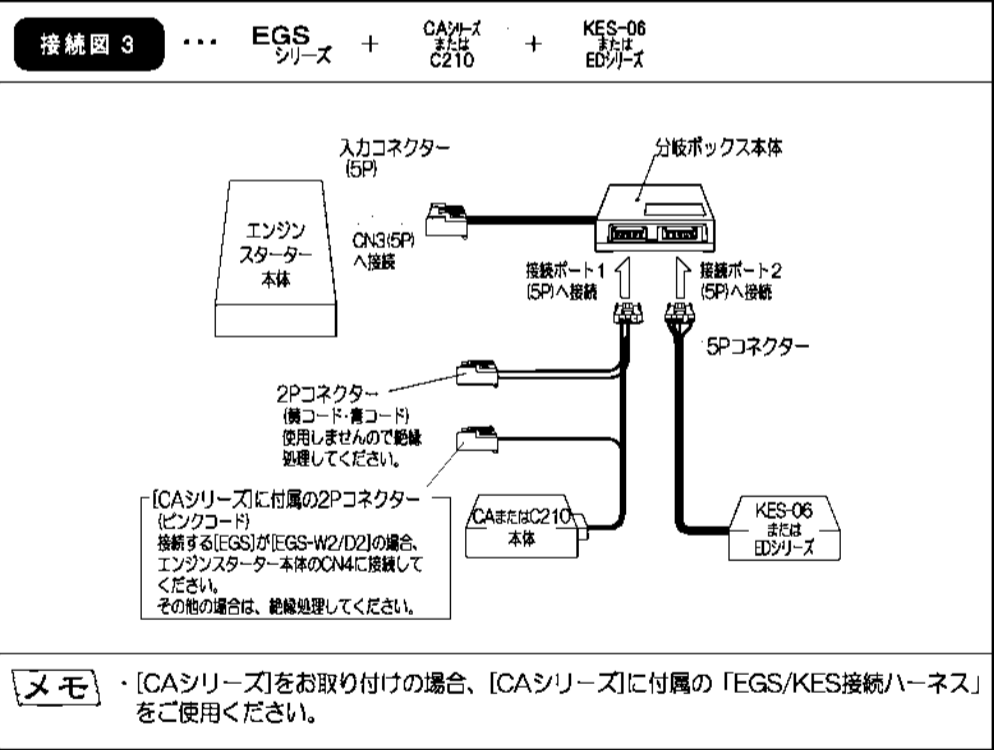 接続図 3 ・・・ EGSシリーズ + CAシリーズまたはC210 + KES-06またはEDシリーズ
入力コネクター
(5P)
分岐ボックス本体
エンジン
スターター
本体
CN3(5P)
へ接続
接続ポート1
(5P)へ接続
接続ポート2
(5P)へ接続
5Pコネクター
2Pコネクター
(黄コード・青コード)
使用しませんので絶縁
処理してください。
[CAシリーズ]に付属の2Pコネクター
(ピンクコード)
接続する[EGS]が[EGS-W2/D2]の場合、
エンジンスターター本体のCN4に接続して
ください。
その他の場合は、絶縁処理してください。
CAまたはC210
本体
KES-06
または
EDシリーズ
メモ ・[CAシリーズ]をお取り付けの場合、[CAシリーズ]に付属の「EGS/KES接続ハーネス」
をご使用ください。